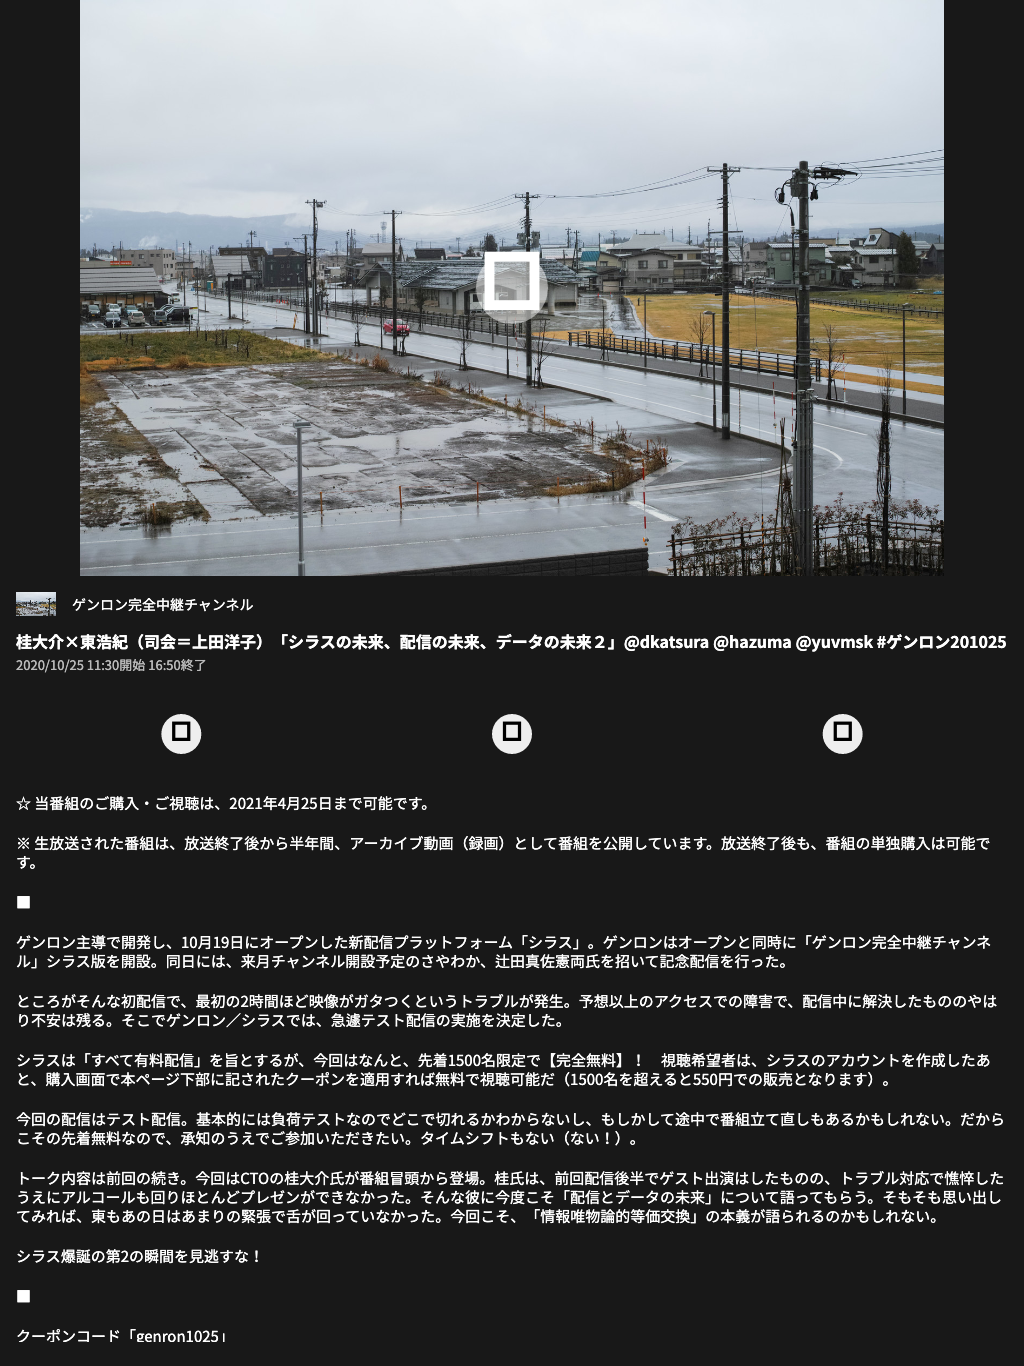 ゲンロン完全中継チャンネル
桂大介×東浩紀（司会＝上田洋子）「シラスの未来、配信の未来、データの未来２」@dkatsura @hazuma @yuvmsk #ゲンロン201025
2020/10/25 11:30開始 16:50終了
☆ 当番組のご購入・ご視聴は、2021年4月25日まで可能です。
※ 生放送された番組は、放送終了後から半年間、アーカイブ動画（録画）として番組を公開しています。放送終了後も、番組の単独購入は可能で
す。
■
ゲンロン主導で開発し、10月19日にオープンした新配信プラットフォーム「シラス」。ゲンロンはオープンと同時に「ゲンロン完全中継チャンネ
ル」シラス版を開設。同日には、来月チャンネル開設予定のさやわか、辻田真佐憲両氏を招いて記念配信を行った。
ところがそんな初配信で、最初の2時間ほど映像がガタつくというトラブルが発生。予想以上のアクセスでの障害で、配信中に解決したもののやは
り不安は残る。そこでゲンロン／シラスでは、急遽テスト配信の実施を決定した。
シラスは「すべて有料配信」を旨とするが、今回はなんと、先着1500名限定で【完全無料】！　視聴希望者は、シラスのアカウントを作成したあ
と、購入画面で本ページ下部に記されたクーポンを適用すれば無料で視聴可能だ（1500名を超えると550円での販売となります）。
今回の配信はテスト配信。基本的には負荷テストなのでどこで切れるかわからないし、もしかして途中で番組立て直しもあるかもしれない。だから
こその先着無料なので、承知のうえでご参加いただきたい。タイムシフトもない（ない！）。
トーク内容は前回の続き。今回はCTOの桂大介氏が番組冒頭から登場。桂氏は、前回配信後半でゲスト出演はしたものの、トラブル対応で憔悴した
うえにアルコールも回りほとんどプレゼンができなかった。そんな彼に今度こそ「配信とデータの未来」について語ってもらう。そもそも思い出し
てみれば、東もあの日はあまりの緊張で舌が回っていなかった。今回こそ、「情報唯物論的等価交換」の本義が語られるのかもしれない。
シラス爆誕の第2の瞬間を見逃すな！
■
クーポンコード「genron1025」